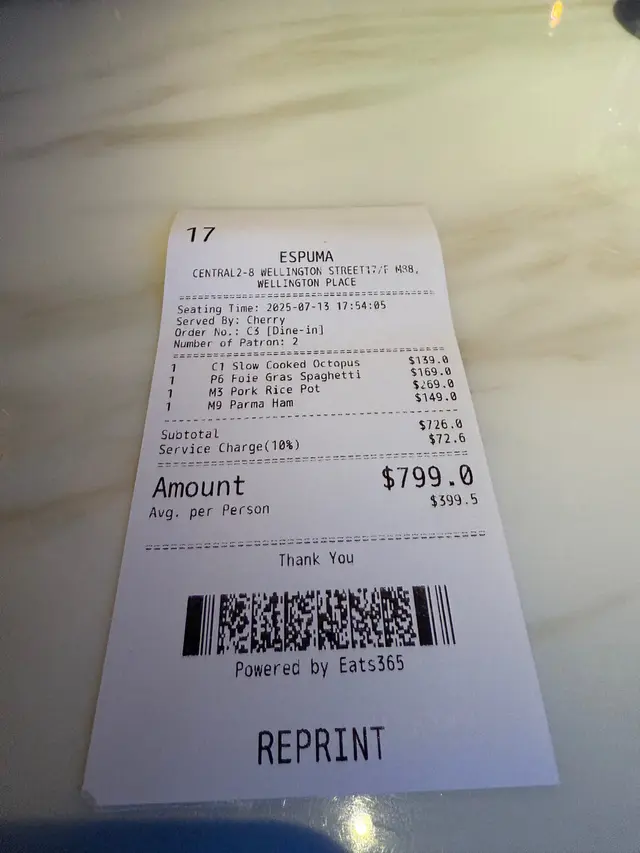 17
ESPUMA
CENTRAL2-8 WELLINGTON STREET17/F M88,
WELLINGTON PLACE
Seating Time: 2025-07-13 17:54:05
Served By: Cherry
Order No.: C3 [Dine-in]
Number of Patron: 2
1 C1 Slow Cooked Octopus $139.0
1 P6 Foie Gras Spaghetti $169.0
1 M3 Pork Rice Pot $269.0
1 M9 Parma Ham $149.0
Subtotal $726.0
Service Charge(10%) $72.6
Amount $799.0
Avg. per Person $399.5
Thank You
Powered by Eats365
REPRINT